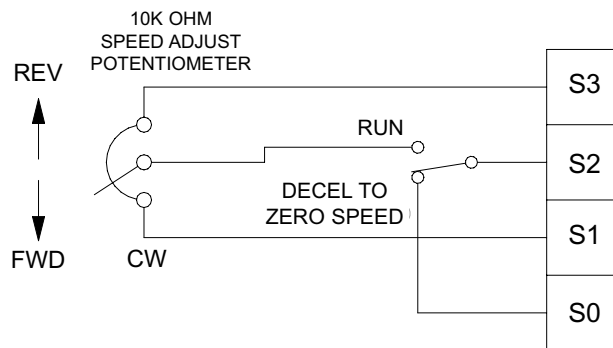 10K OHM
SPEED ADJUST
POTENTIOMETER
REV
S3
RUN
S2
DECEL TO
ZERO SPEED
S1
FWD
CW
S0